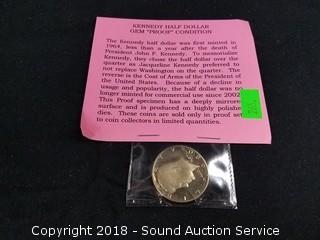 KENNEDY HALF DOLLAR
GEM "PROOF" CONDITION
The Kennedy half dollar was first minted in
1964, less than a year after the death of
President John F. Kennedy. To memorialize
Kennedy, they chose the half dollar over the
quarter as Jacqueline Kennedy preferred to
not replace Washington on the quarter. The
reverse is the Coat of Arms of the President of
the United States. Because of a decline in
usage and popularity, the half dollar was no
longer minted for commercial use since 2002.
This Proof specimen has a deeply mirrored
surface and is produced on highly polished
dies. These coins are sold only in proof set
to coin collectors in limited quantities.
Copyright 2018 - Sound Auction Service